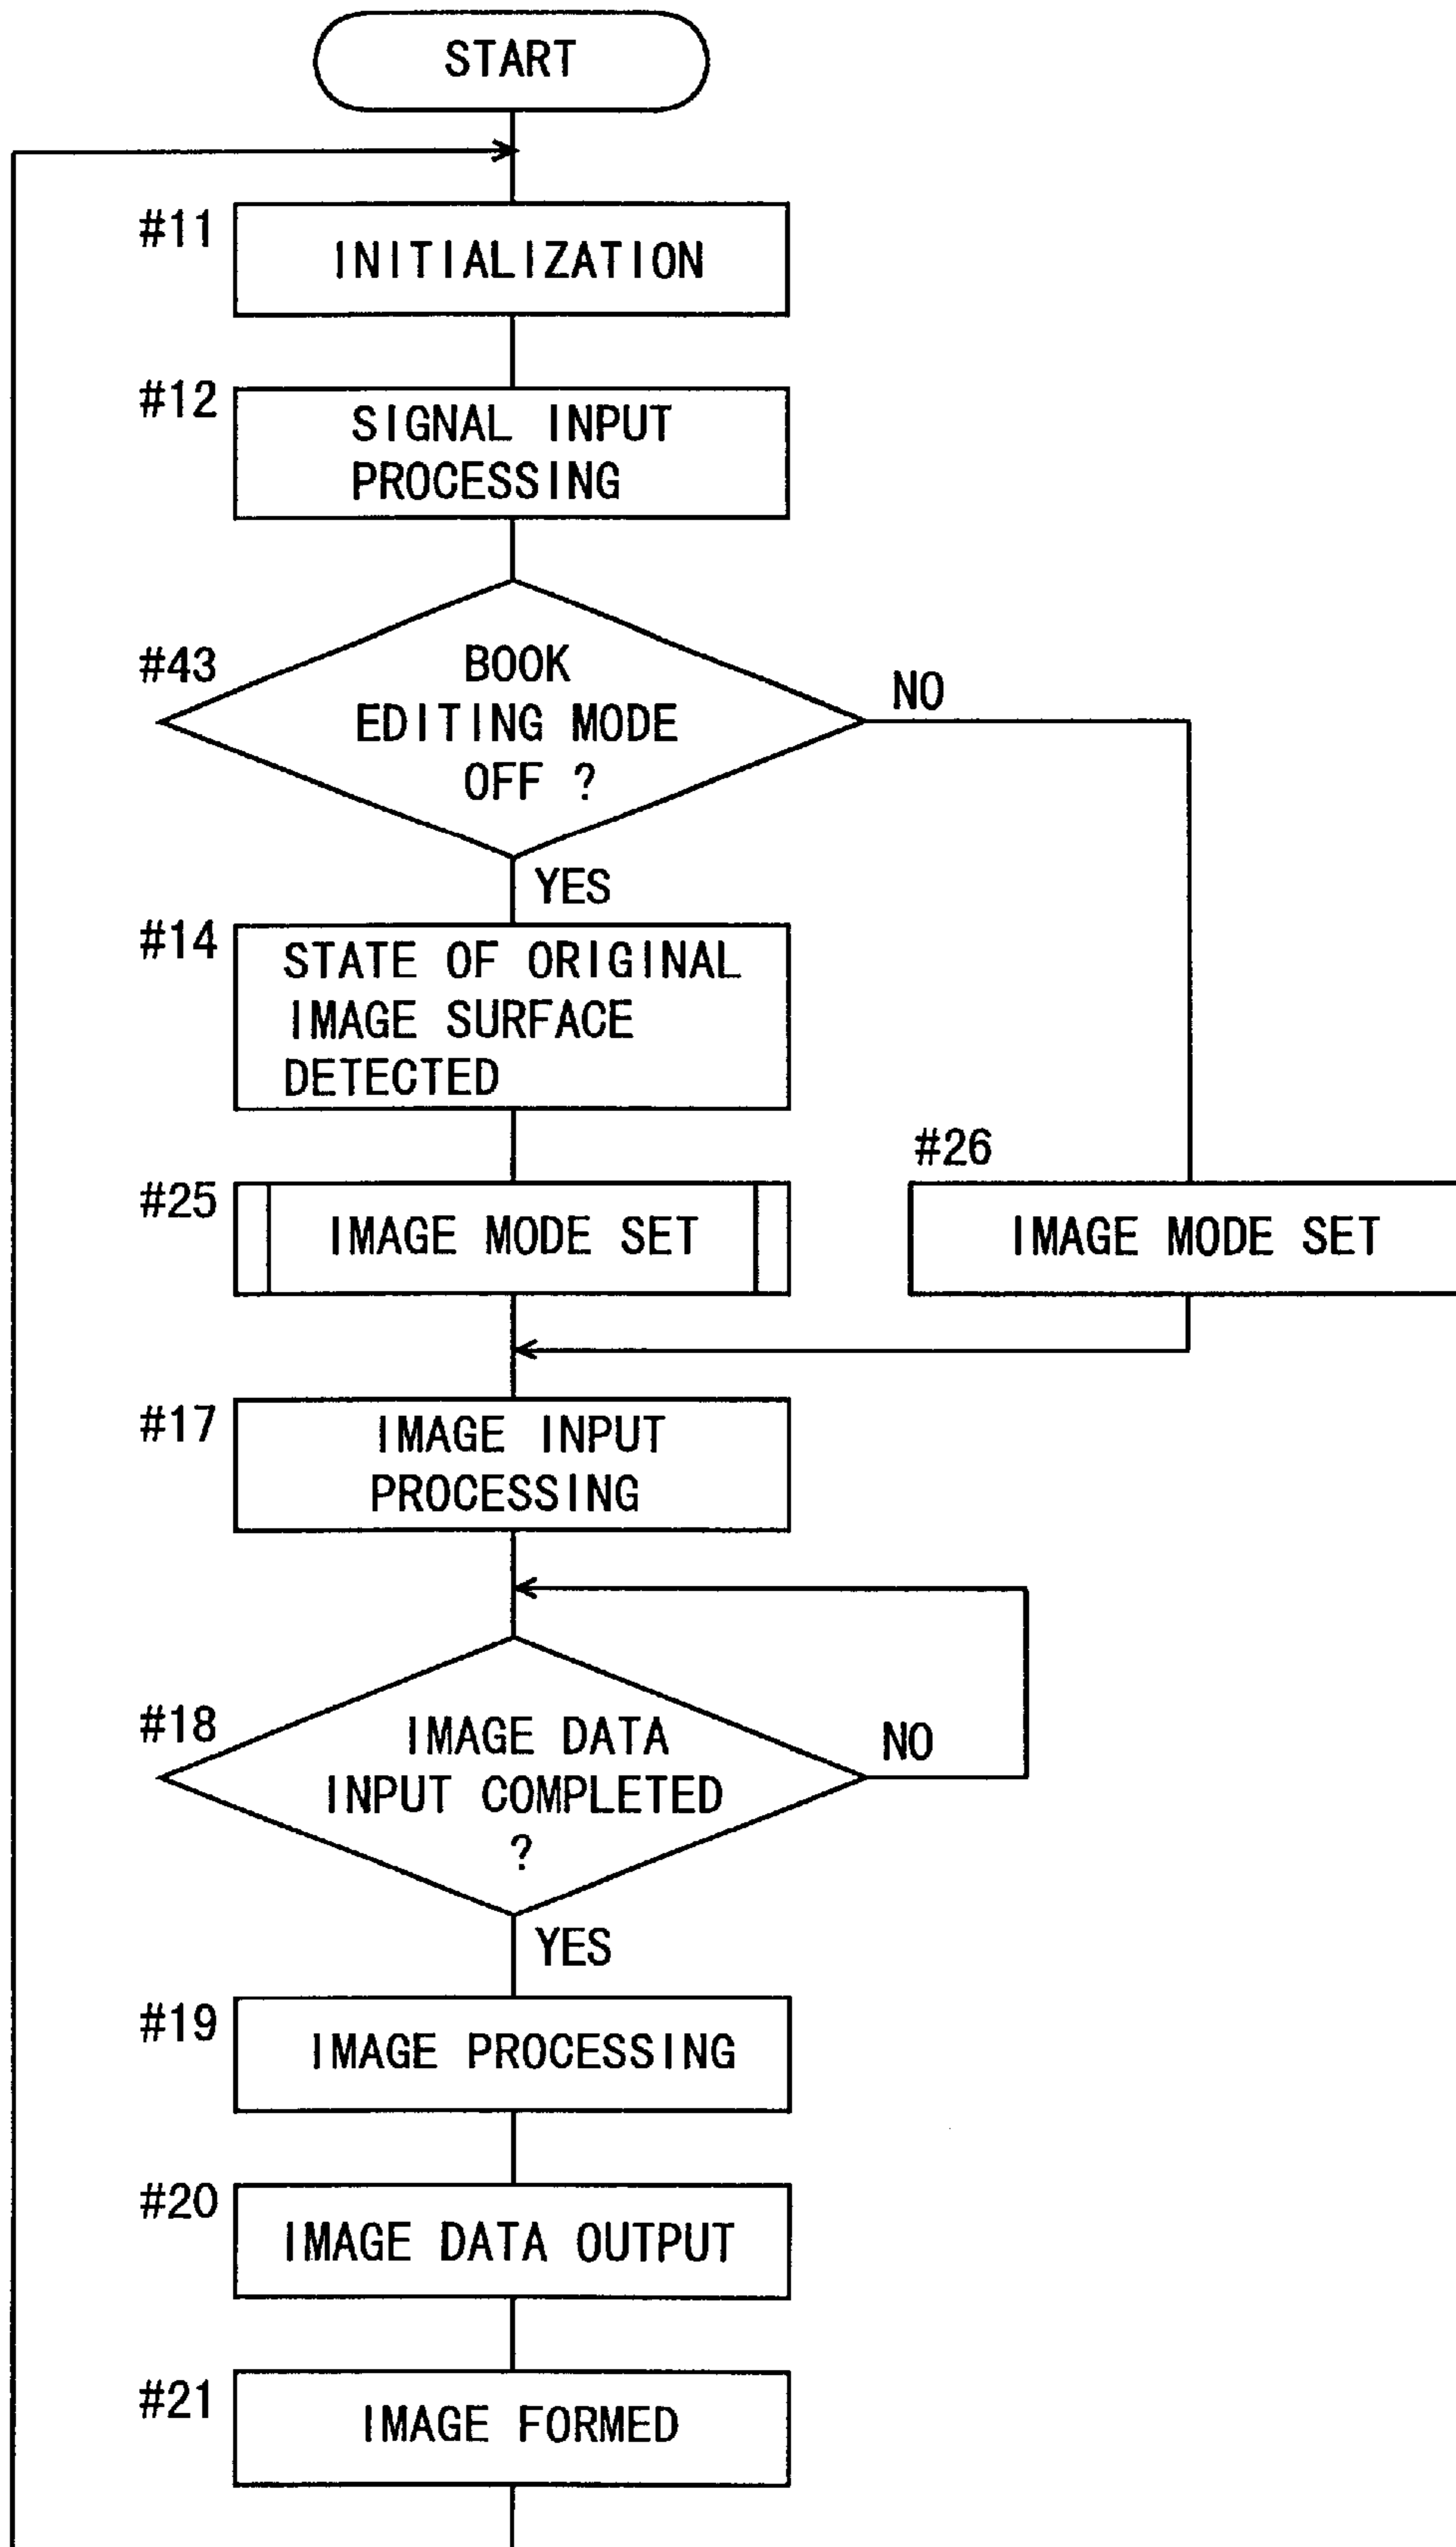 START
#11
INITIALIZATION
#12
SIGNAL INPUT
PROCESSING
#43
BOOK
EDITING MODE
OFF ?
NO
YES
#14
STATE OF ORIGINAL
IMAGE SURFACE
DETECTED
#25
IMAGE MODE SET
#26
IMAGE MODE SET
#17
IMAGE INPUT
PROCESSING
#18
IMAGE DATA
INPUT COMPLETED
?
NO
YES
#19
IMAGE PROCESSING
#20
IMAGE DATA OUTPUT
#21
IMAGE FORMED